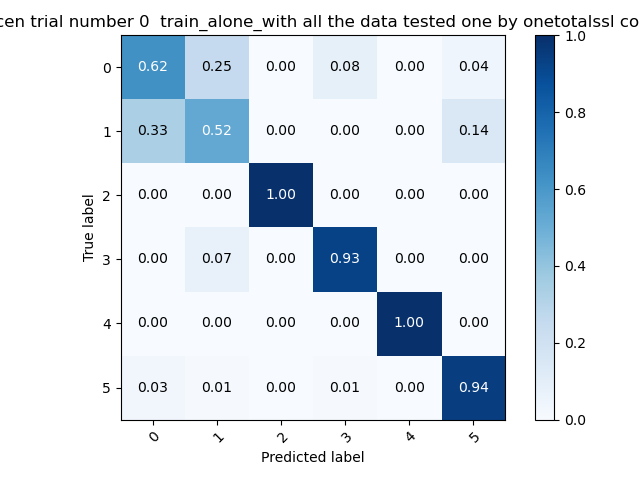 cen trial number 0  train_alone_with all the data tested one by onetotalssl co
0 0.62 0.25 0.00 0.08 0.00 0.04
1 0.33 0.52 0.00 0.00 0.00 0.14
2 0.00 0.00 1.00 0.00 0.00 0.00
3 0.00 0.07 0.00 0.93 0.00 0.00
4 0.00 0.00 0.00 0.00 1.00 0.00
5 0.03 0.01 0.00 0.01 0.00 0.94
0 1 2 3 4 5
True label
Predicted label
1.0
0.8
0.6
0.4
0.2
0.0